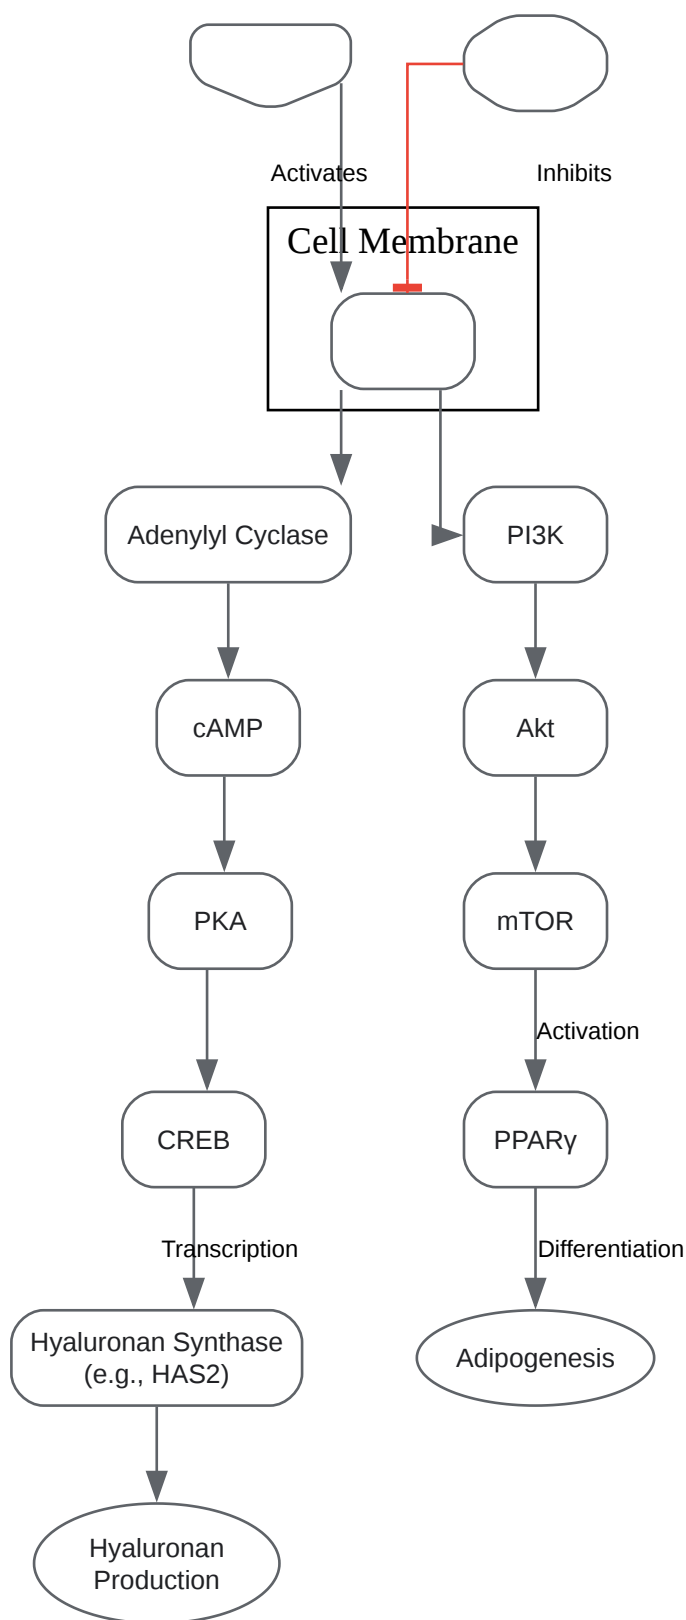 Activates
Inhibits
Cell Membrane
Adenylyl Cyclase
PI3K
cAMP
Akt
PKA
mTOR
Activation
CREB
PPARγ
Transcription
Differentiation
Hyaluronan Synthase
(e.g., HAS2)
Adipogenesis
Hyaluronan
Production